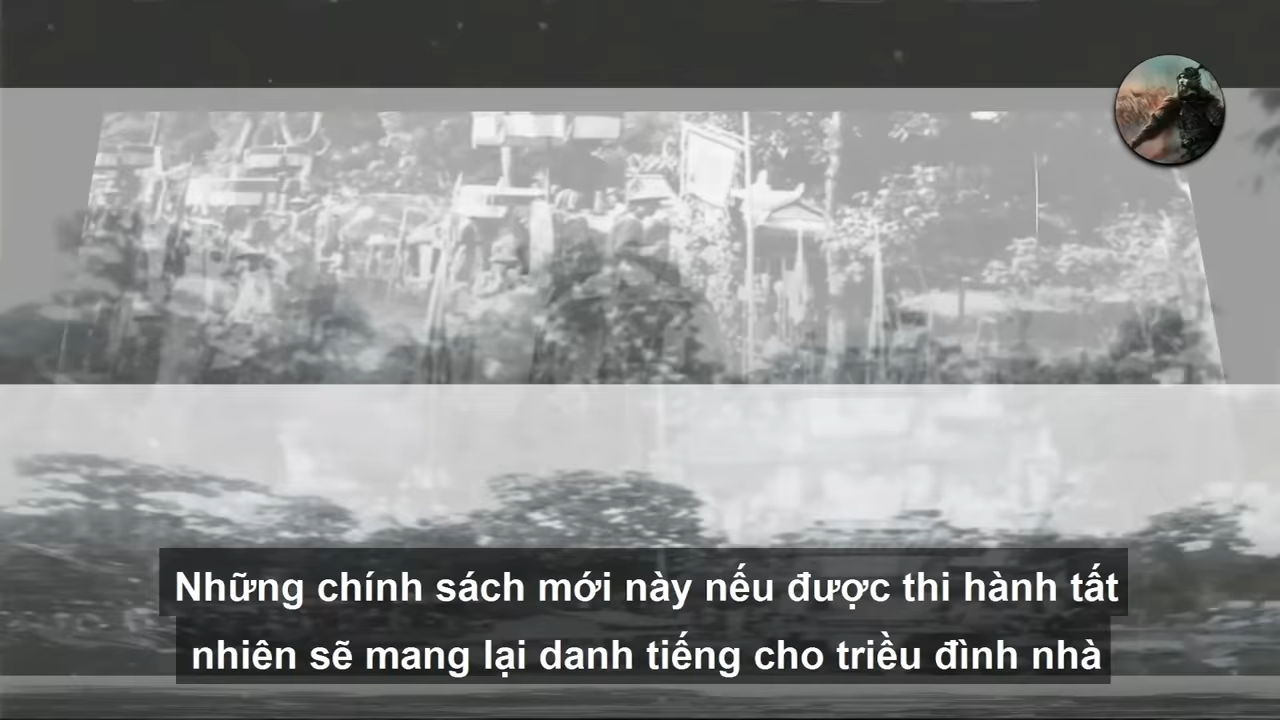 Những chính sách mới này nếu được thi hành tất
nhiên sẽ mang lại danh tiếng cho triều đình nhà